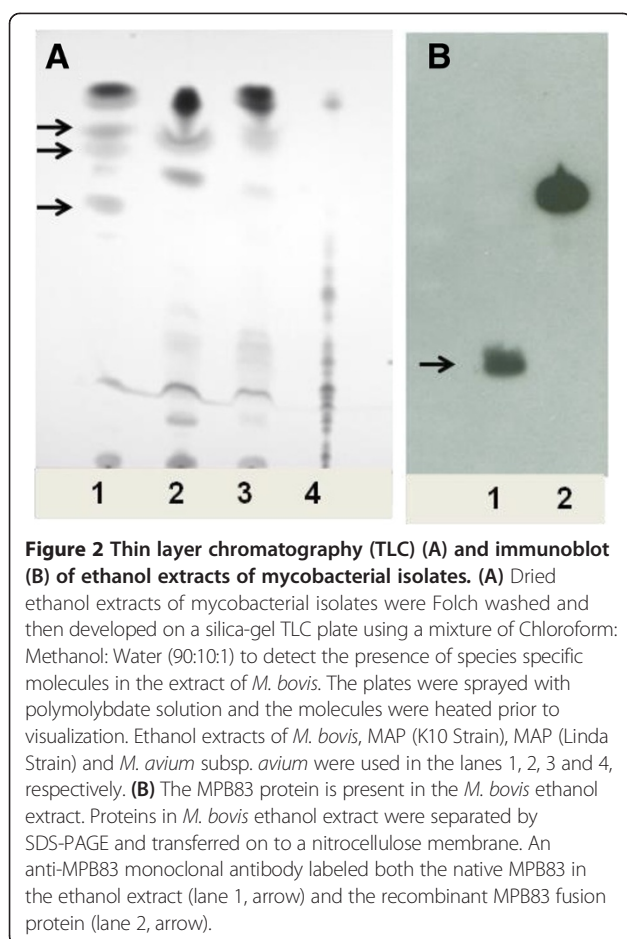 A
B
1 2 3 4
1 2
Figure 2 Thin layer chromatography (TLC) (A) and immunoblot
(B) of ethanol extracts of mycobacterial isolates. (A) Dried
ethanol extracts of mycobacterial isolates were Folch washed and
then developed on a silica-gel TLC plate using a mixture of Chloroform:
Methanol: Water (90:10:1) to detect the presence of species specific
molecules in the extract of M. bovis. The plates were sprayed with
polymolybdate solution and the molecules were heated prior to
visualization. Ethanol extracts of M. bovis, MAP (K10 Strain), MAP (Linda
Strain) and M. avium subsp. avium were used in the lanes 1, 2, 3 and 4,
respectively. (B) The MPB83 protein is present in the M. bovis ethanol
extract. Proteins in M. bovis ethanol extract were separated by
SDS-PAGE and transferred on to a nitrocellulose membrane. An
anti-MPB83 monoclonal antibody labeled both the native MPB83 in
the ethanol extract (lane 1, arrow) and the recombinant MPB83 fusion
protein (lane 2, arrow).